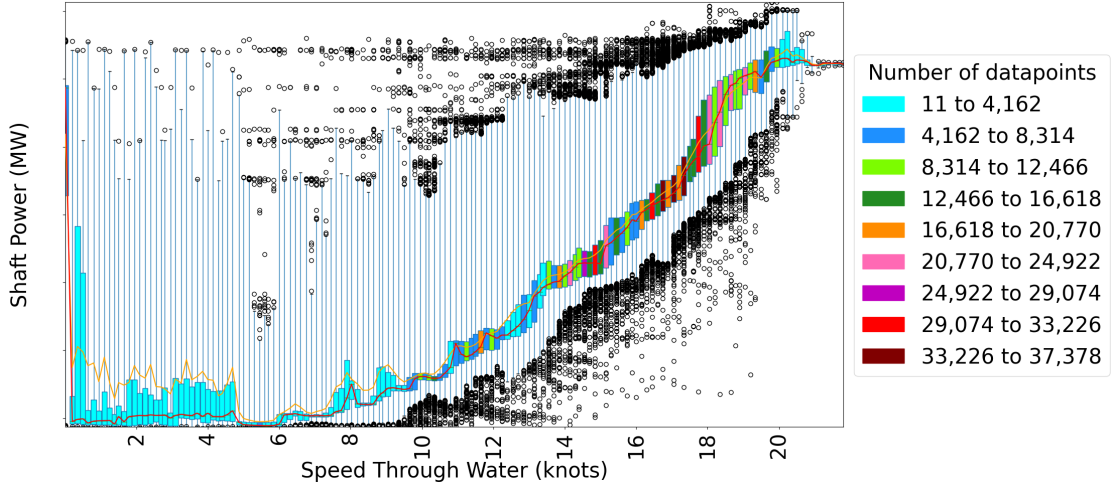 Shaft Power (MW)
2 4 6 8 10 12 14 16 18 20
Speed Through Water (knots)
Number of datapoints
11 to 4,162
4,162 to 8,314
8,314 to 12,466
12,466 to 16,618
16,618 to 20,770
20,770 to 24,922
24,922 to 29,074
29,074 to 33,226
33,226 to 37,378